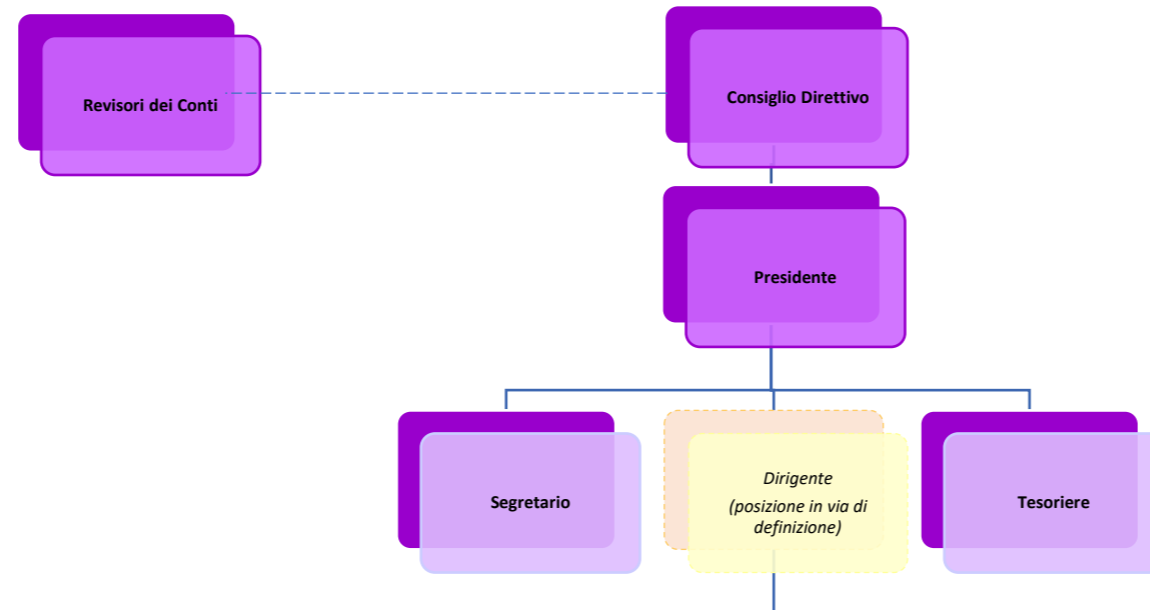 Revisori dei Conti
Consiglio Direttivo
Presidente
Segretario
Dirigente
(posizione in via di
definizione)
Tesoriere